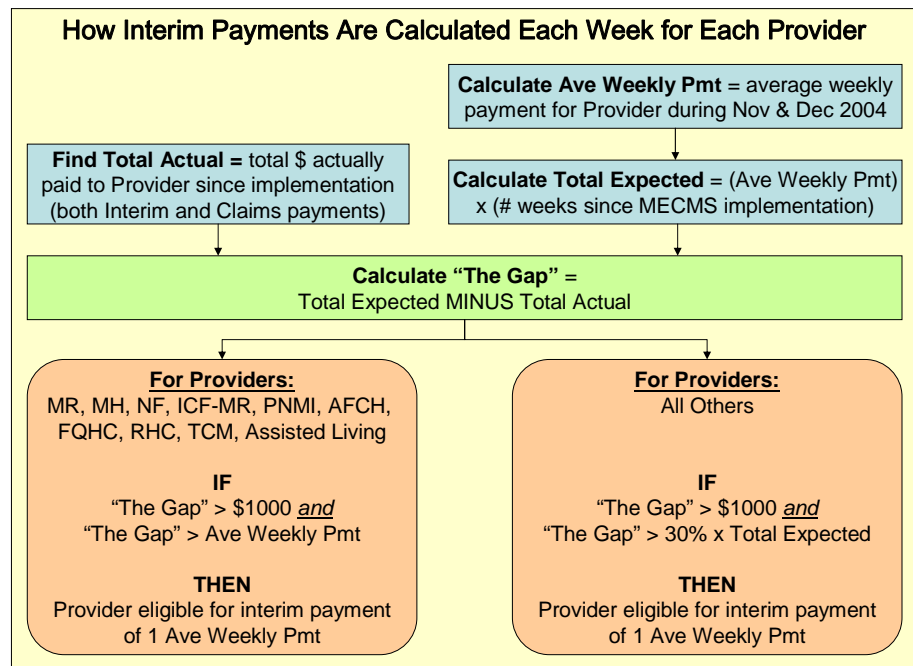 How Interim Payments Are Calculated Each Week for Each Provider
Calculate Ave Weekly Pmt = average weekly
payment for Provider during Nov & Dec 2004
Find Total Actual = total $ actually
paid to Provider since implementation
(both Interim and Claims payments)
Calculate Total Expected = (Ave Weekly Pmt)
x (# weeks since MECMS implementation)
Calculate “The Gap” =
Total Expected MINUS Total Actual
For Providers:
MR, MH, NF, ICF-MR, PNMI, AFCH,
FQHC, RHC, TCM, Assisted Living
IF
“The Gap” > $1000 and
“The Gap” > Ave Weekly Pmt
THEN
Provider eligible for interim payment
of 1 Ave Weekly Pmt
For Providers:
All Others
IF
“The Gap” > $1000 and
“The Gap” > 30% x Total Expected
THEN
Provider eligible for interim payment
of 1 Ave Weekly Pmt